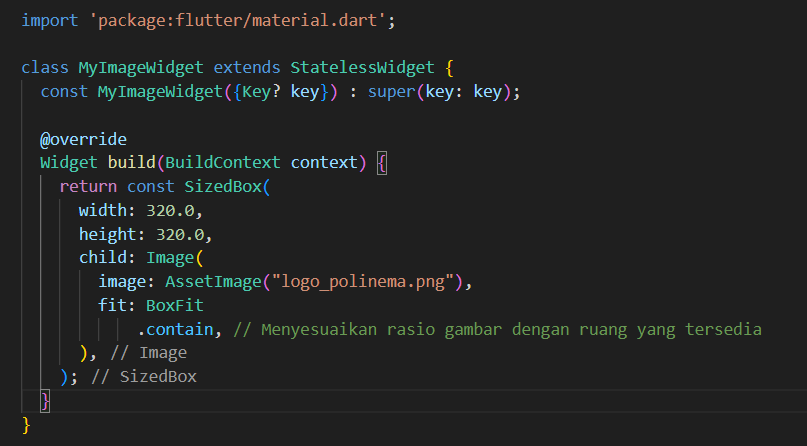 import 'package:flutter/material.dart';
class MyImageWidget extends StatelessWidget {
const MyImageWidget({Key? key}) : super(key: key);
@override
Widget build(BuildContext context) {
return const SizedBox(
width: 320.0,
height: 320.0,
child: Image(
image: AssetImage("logo_polinema.png"),
fit: BoxFit
.contain, // Menyesuaikan rasio gambar dengan ruang yang tersedia
), // Image
); // SizedBox
}
}